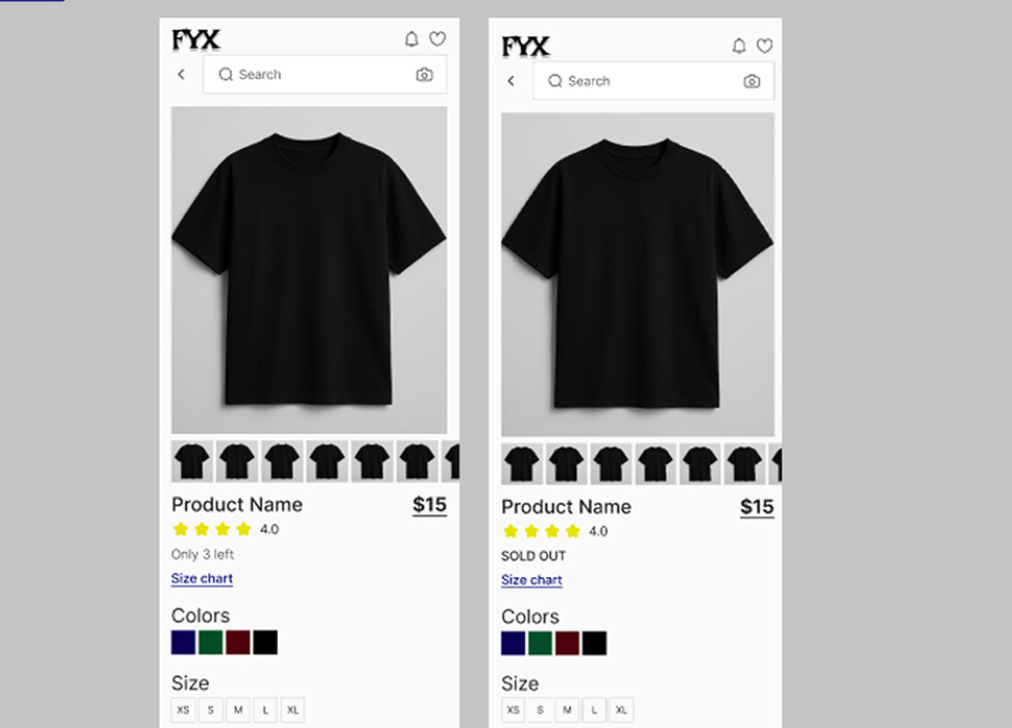 FYX
Search
Product Name $15
4.0
Only 3 left
Size chart
Colors
Size
XS S M L XL
FYX
Search
Product Name $15
4.0
SOLD OUT
Size chart
Colors
Size
XS S M L XL